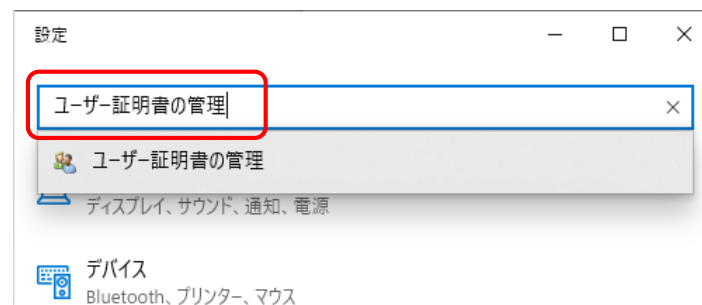 設定
ユーザー証明書の管理
ユーザー証明書の管理
ディスプレイ、サウンド、通知、電源
デバイス
Bluetooth、プリンター、マウス